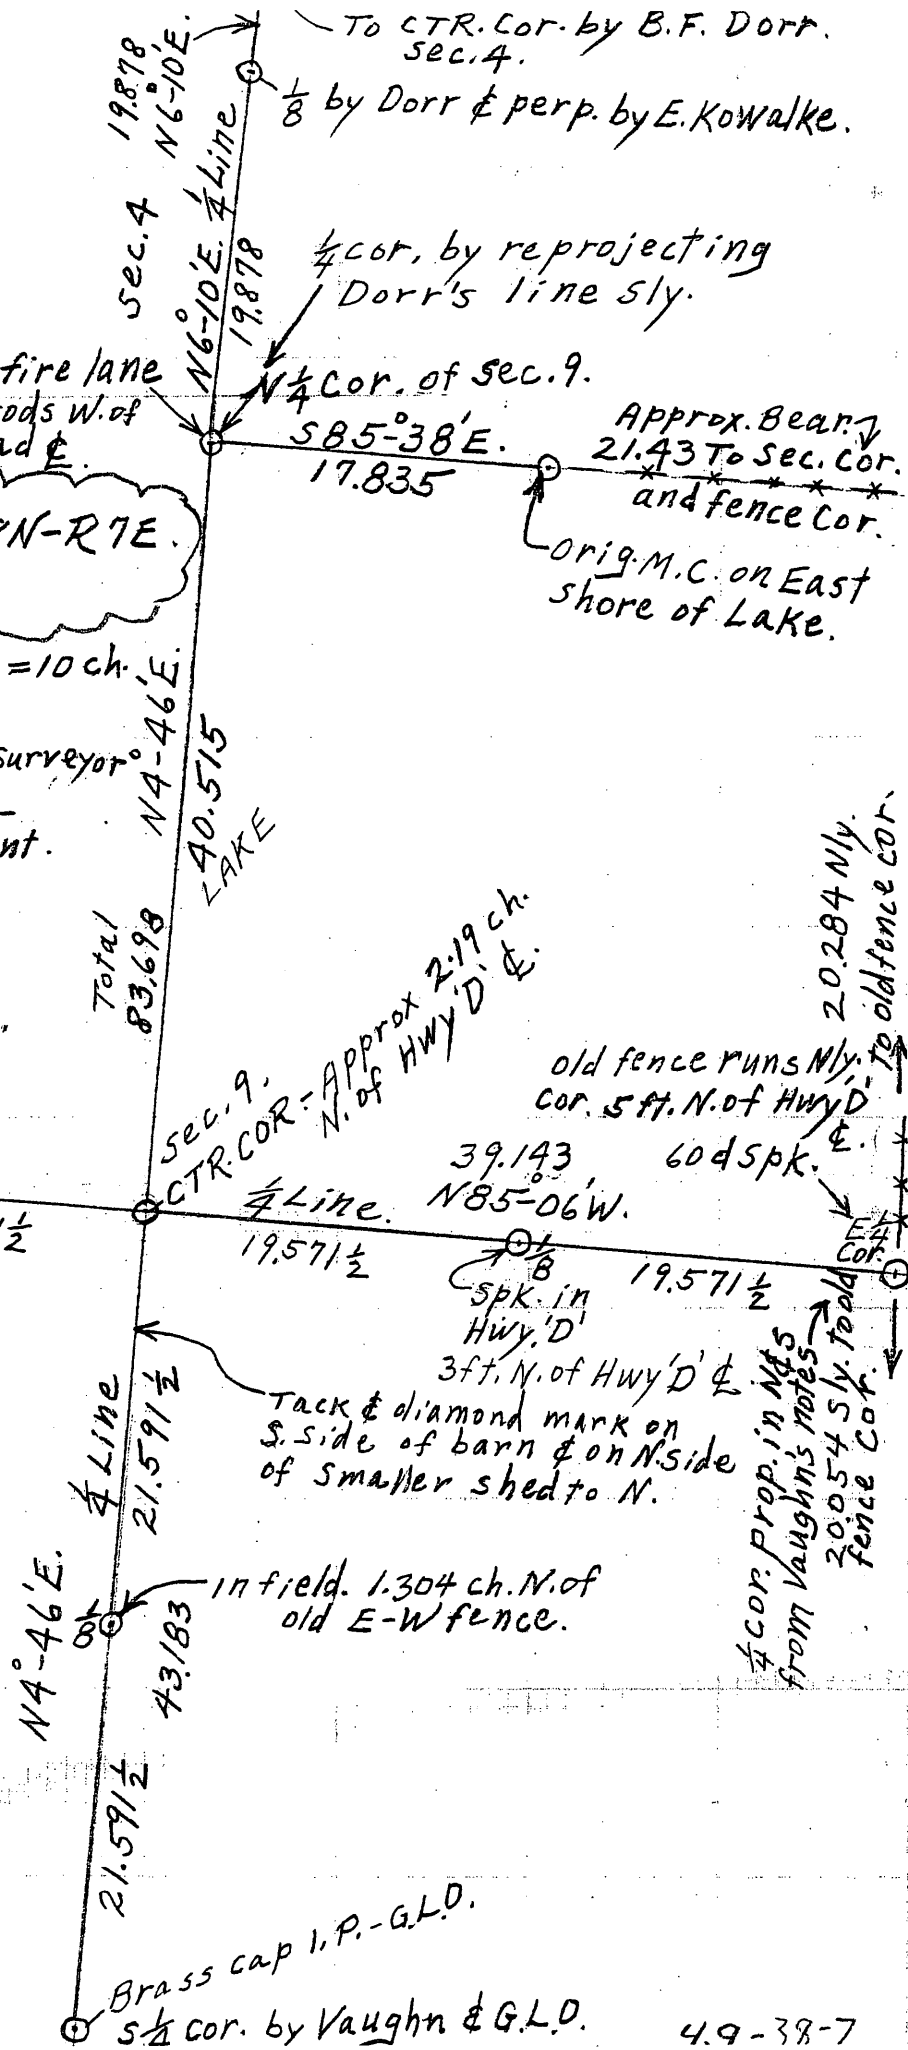 To CTR. Cor. by B.F. Dorr.
Sec. 4.
19.878
N6°-10'E.
1/8 by Dorr & perp. by E. Kowalke.
Sec. 4
N6°-10'E. 1/4 Line
19.878
1/4 cor. by reprojecting
Dorr's line Sly.
fire lane
ods W. of
ad ℄.
N 1/4 Cor. of Sec. 9.
S85°-38'E.
17.835
Approx. Bear.
21.43 To Sec. Cor.
and fence Cor.
N-R7E.
Orig. M.C. on East
shore of Lake.
=10 ch.
N4°-46'E.
40.515
LAKE
Surveyor
nt.
Total
83.698
Sec. 9.
CTR. COR - Approx 2.19 ch.
N. of Hwy 'D' ℄.
20.284 Nly.
To old fence cor.
old fence runs Nly.
Cor. 5 ft. N. of Hwy 'D'
℄.
60d Spk.
39.143
1/4 Line. N85°-06'W.
1/2
19.571 1/2
1/8
19.571 1/2
E 1/4
Cor.
Spk. in
Hwy. 'D'
3 ft. N. of Hwy 'D' ℄
Tack & diamond mark on
S. side of barn & on N. side
of smaller shed to N.
1/4 Line
21.591 1/2
1/4 cor. prop. in N & S
from Vaughn's notes
20.054 Sly. to old
fence Cor.
N4°-46'E.
1/8
in field. 1.304 ch. N. of
old E-W fence.
43.183
21.591 1/2
Brass cap I.P. - G.L.O.
S 1/4 cor. by Vaughn & G.L.O.
4.9-38-7